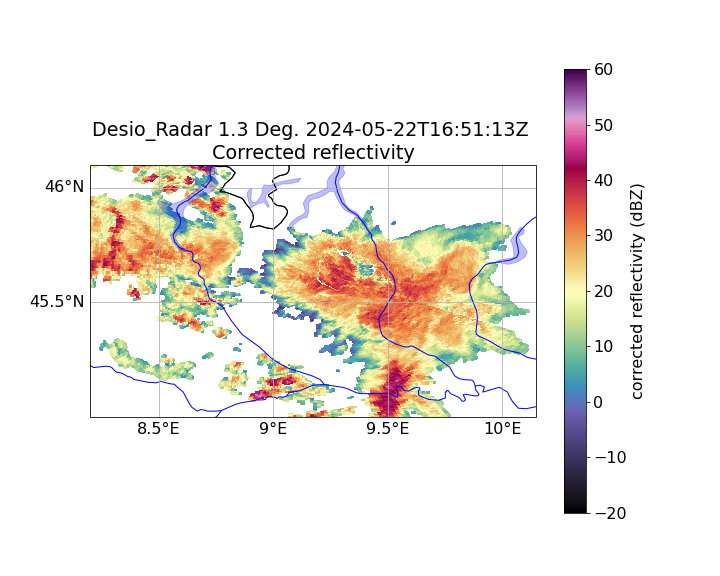 Desio_Radar 1.3 Deg. 2024-05-22T16:51:13Z
Corrected reflectivity
46°N
45.5°N
8.5°E
9°E
9.5°E
10°E
60
50
40
30
20
10
0
−10
−20
corrected reflectivity (dBZ)